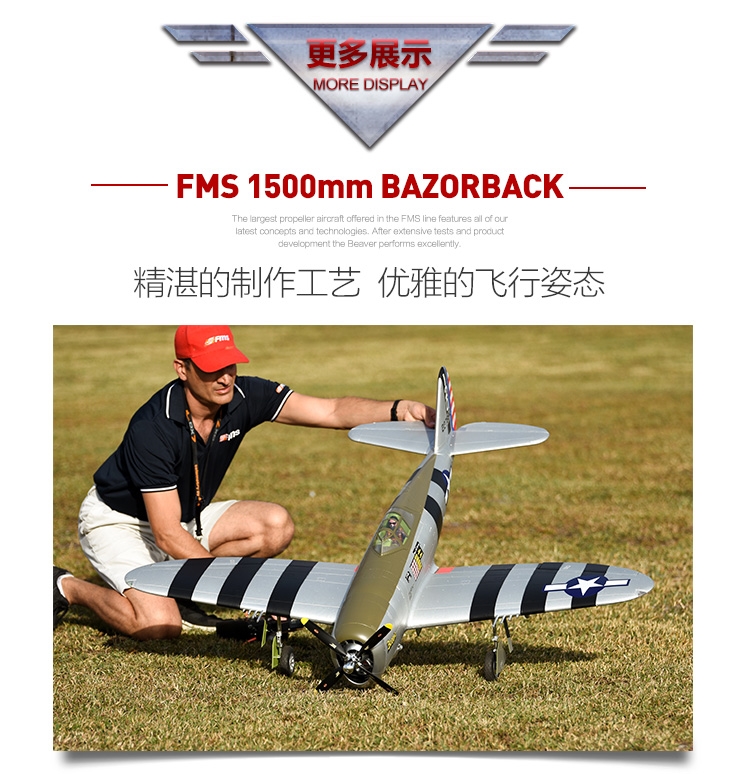 更多展示
MORE DISPLAY
FMS 1500mm BAZORBACK
The largest propeller aircraft offered in the FMS line features all of our
latest concepts and technologies. After extensive tests and product
development the Beaver performs excellently.
精湛的制作工艺 优雅的飞行姿态
FMS
FMS